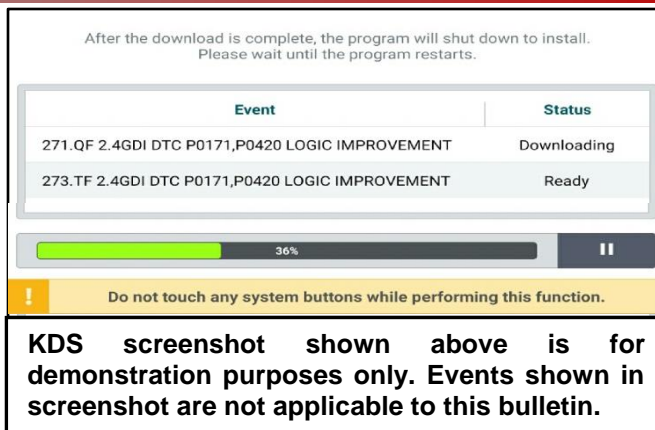 After the download is complete, the program will shut down to install.
Please wait until the program restarts.
Event Status
271.QF 2.4GDI DTC P0171,P0420 LOGIC IMPROVEMENT Downloading
273.TF 2.4GDI DTC P0171,P0420 LOGIC IMPROVEMENT Ready
36%
! Do not touch any system buttons while performing this function.
KDS screenshot shown above is for
demonstration purposes only. Events shown in
screenshot are not applicable to this bulletin.